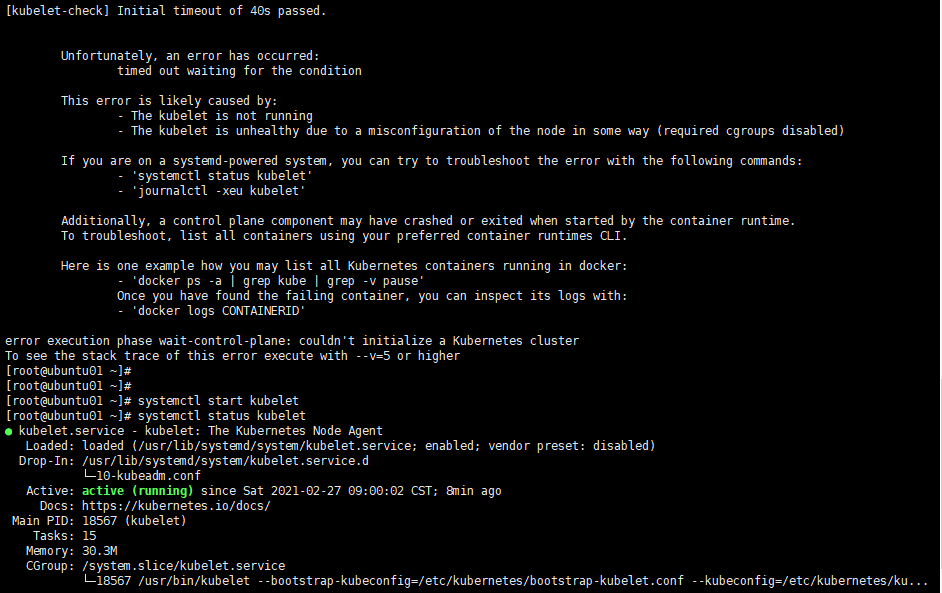 [kubelet-check] Initial timeout of 40s passed.
Unfortunately, an error has occurred:
timed out waiting for the condition
This error is likely caused by:
- The kubelet is not running
- The kubelet is unhealthy due to a misconfiguration of the node in some way (required cgroups disabled)
If you are on a systemd-powered system, you can try to troubleshoot the error with the following commands:
- 'systemctl status kubelet'
- 'journalctl -xeu kubelet'
Additionally, a control plane component may have crashed or exited when started by the container runtime.
To troubleshoot, list all containers using your preferred container runtimes CLI.
Here is one example how you may list all Kubernetes containers running in docker:
- 'docker ps -a | grep kube | grep -v pause'
Once you have found the failing container, you can inspect its logs with:
- 'docker logs CONTAINERID'
error execution phase wait-control-plane: couldn't initialize a Kubernetes cluster
To see the stack trace of this error execute with --v=5 or higher
[root@ubuntu01 ~]#
[root@ubuntu01 ~]#
[root@ubuntu01 ~]# systemctl start kubelet
[root@ubuntu01 ~]# systemctl status kubelet
● kubelet.service - kubelet: The Kubernetes Node Agent
Loaded: loaded (/usr/lib/systemd/system/kubelet.service; enabled; vendor preset: disabled)
Drop-In: /usr/lib/systemd/system/kubelet.service.d
└─10-kubeadm.conf
Active: active (running) since Sat 2021-02-27 09:00:02 CST; 8min ago
Docs: https://kubernetes.io/docs/
Main PID: 18567 (kubelet)
Tasks: 15
Memory: 30.3M
CGroup: /system.slice/kubelet.service
└─18567 /usr/bin/kubelet --bootstrap-kubeconfig=/etc/kubernetes/bootstrap-kubelet.conf --kubeconfig=/etc/kubernetes/ku...